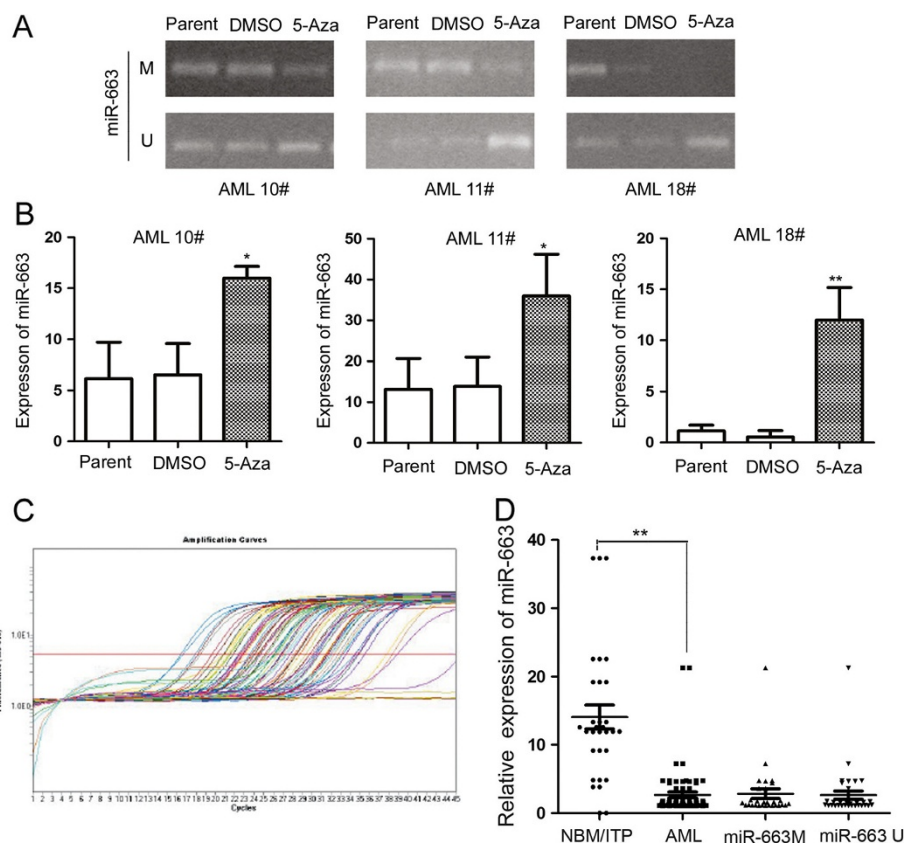 A
Parent DMSO 5-Aza Parent DMSO 5-Aza Parent DMSO 5-Aza
miR-663
M
U
AML 10# AML 11# AML 18#
B
AML 10#
Expresson of miR-663
20
15
10
5
0
*
Parent DMSO 5-Aza
AML 11#
Expresson of miR-663
50
40
30
20
10
0
*
Parent DMSO 5-Aza
AML 18#
Expresson of miR-663
20
15
10
5
0
**
Parent DMSO 5-Aza
C
Amplification Curves
1.0E1
1.0E0
1 2 3 4 5 6 7 8 9 10 11 12 13 14 15 16 17 18 19 20 21 22 23 24 25 26 27 28 29 30 31 32 33 34 35 36 37 38 39 40 41 42 43 44 45
Cycles
D
Relative expression of miR-663
40
30
20
10
0
**
NBM/ITP AML miR-663M miR-663 U